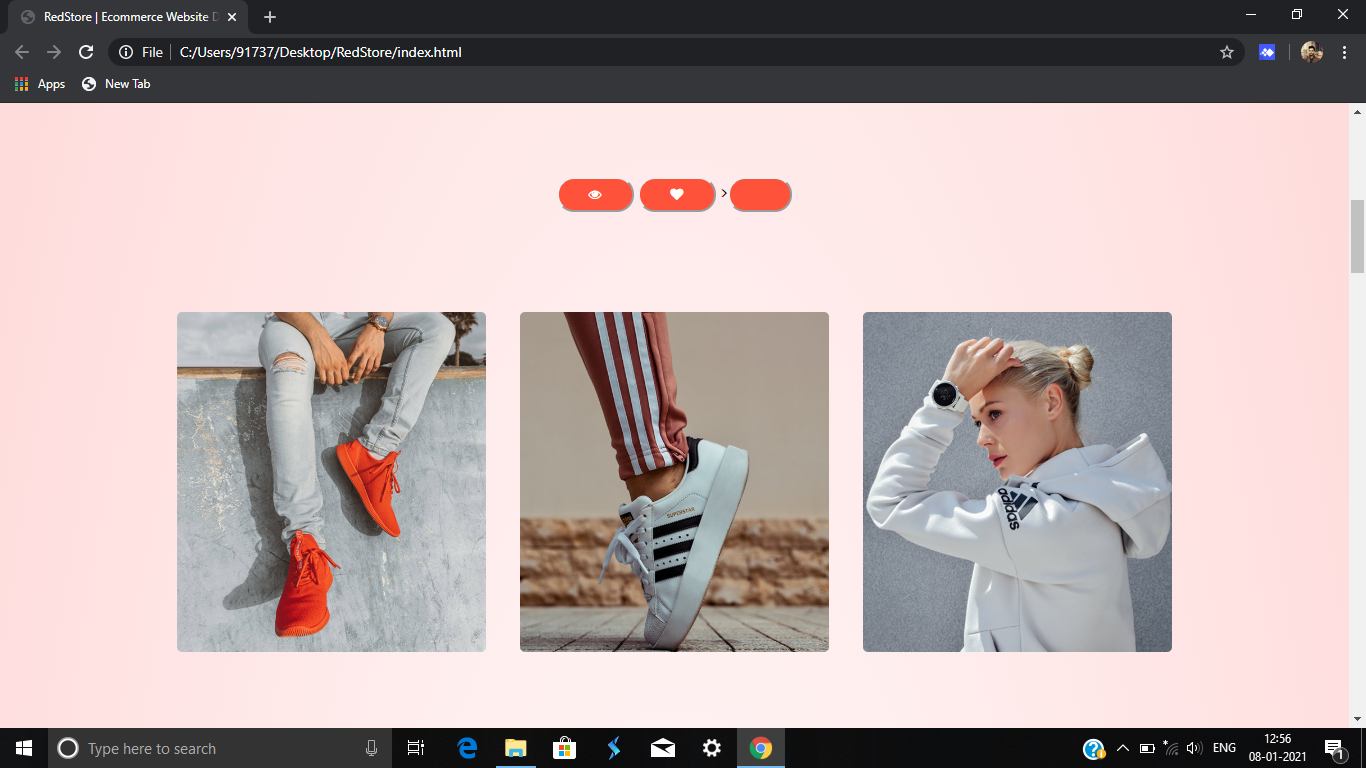 RedStore | Ecommerce Website D
File
C:/Users/91737/Desktop/RedStore/index.html
Apps
New Tab
>
SUPERSTAR
adidas
Type here to search
ENG
12:56
08-01-2021
1